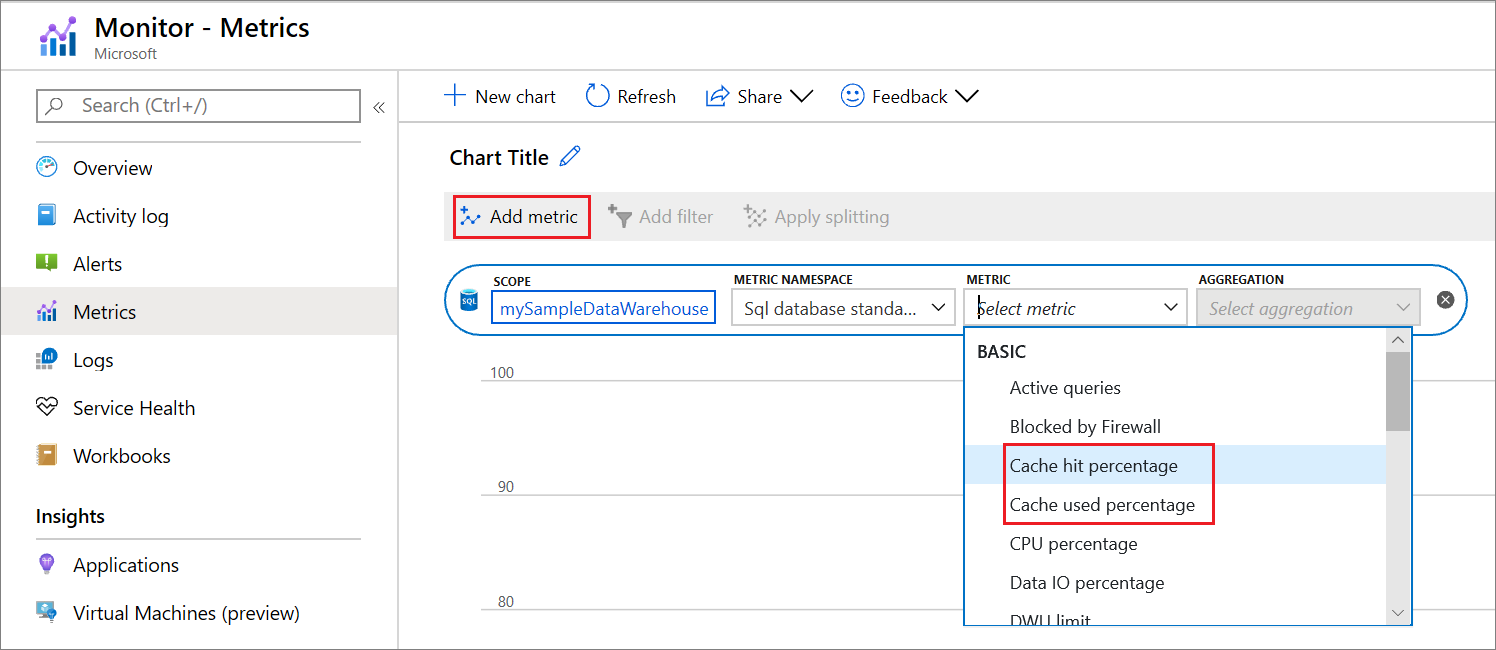 Monitor - Metrics
Microsoft
Search (Ctrl+/)
«
Overview
Activity log
Alerts
Metrics
Logs
Service Health
Workbooks
Insights
Applications
Virtual Machines (preview)
New chart Refresh Share Feedback
Chart Title
Add metric Add filter Apply splitting
SCOPE METRIC NAMESPACE METRIC AGGREGATION
SQL mySampleDataWarehouse Sql database standa... Select metric Select aggregation
BASIC
Active queries
Blocked by Firewall
Cache hit percentage
Cache used percentage
CPU percentage
Data IO percentage
DWU limit
100
90
80